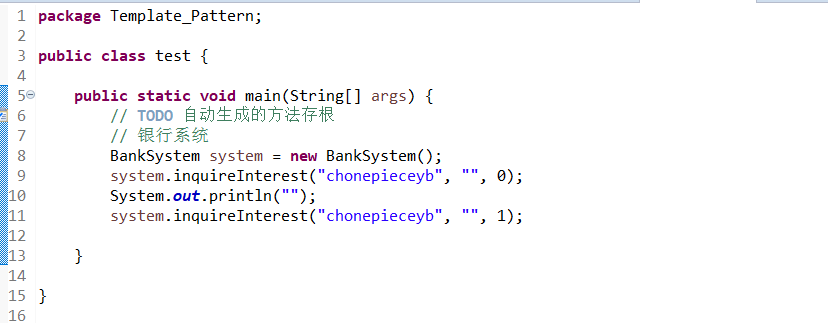 1 package Template_Pattern;
2
3 public class test {
4
5 public static void main(String[] args) {
6 // TODO 自动生成的方法存根
7 // 银行系统
8 BankSystem system = new BankSystem();
9 system.inquireInterest("chonepieceyb", "", 0);
10 System.out.println("");
11 system.inquireInterest("chonepieceyb", "", 1);
12
13 }
14
15 }
16